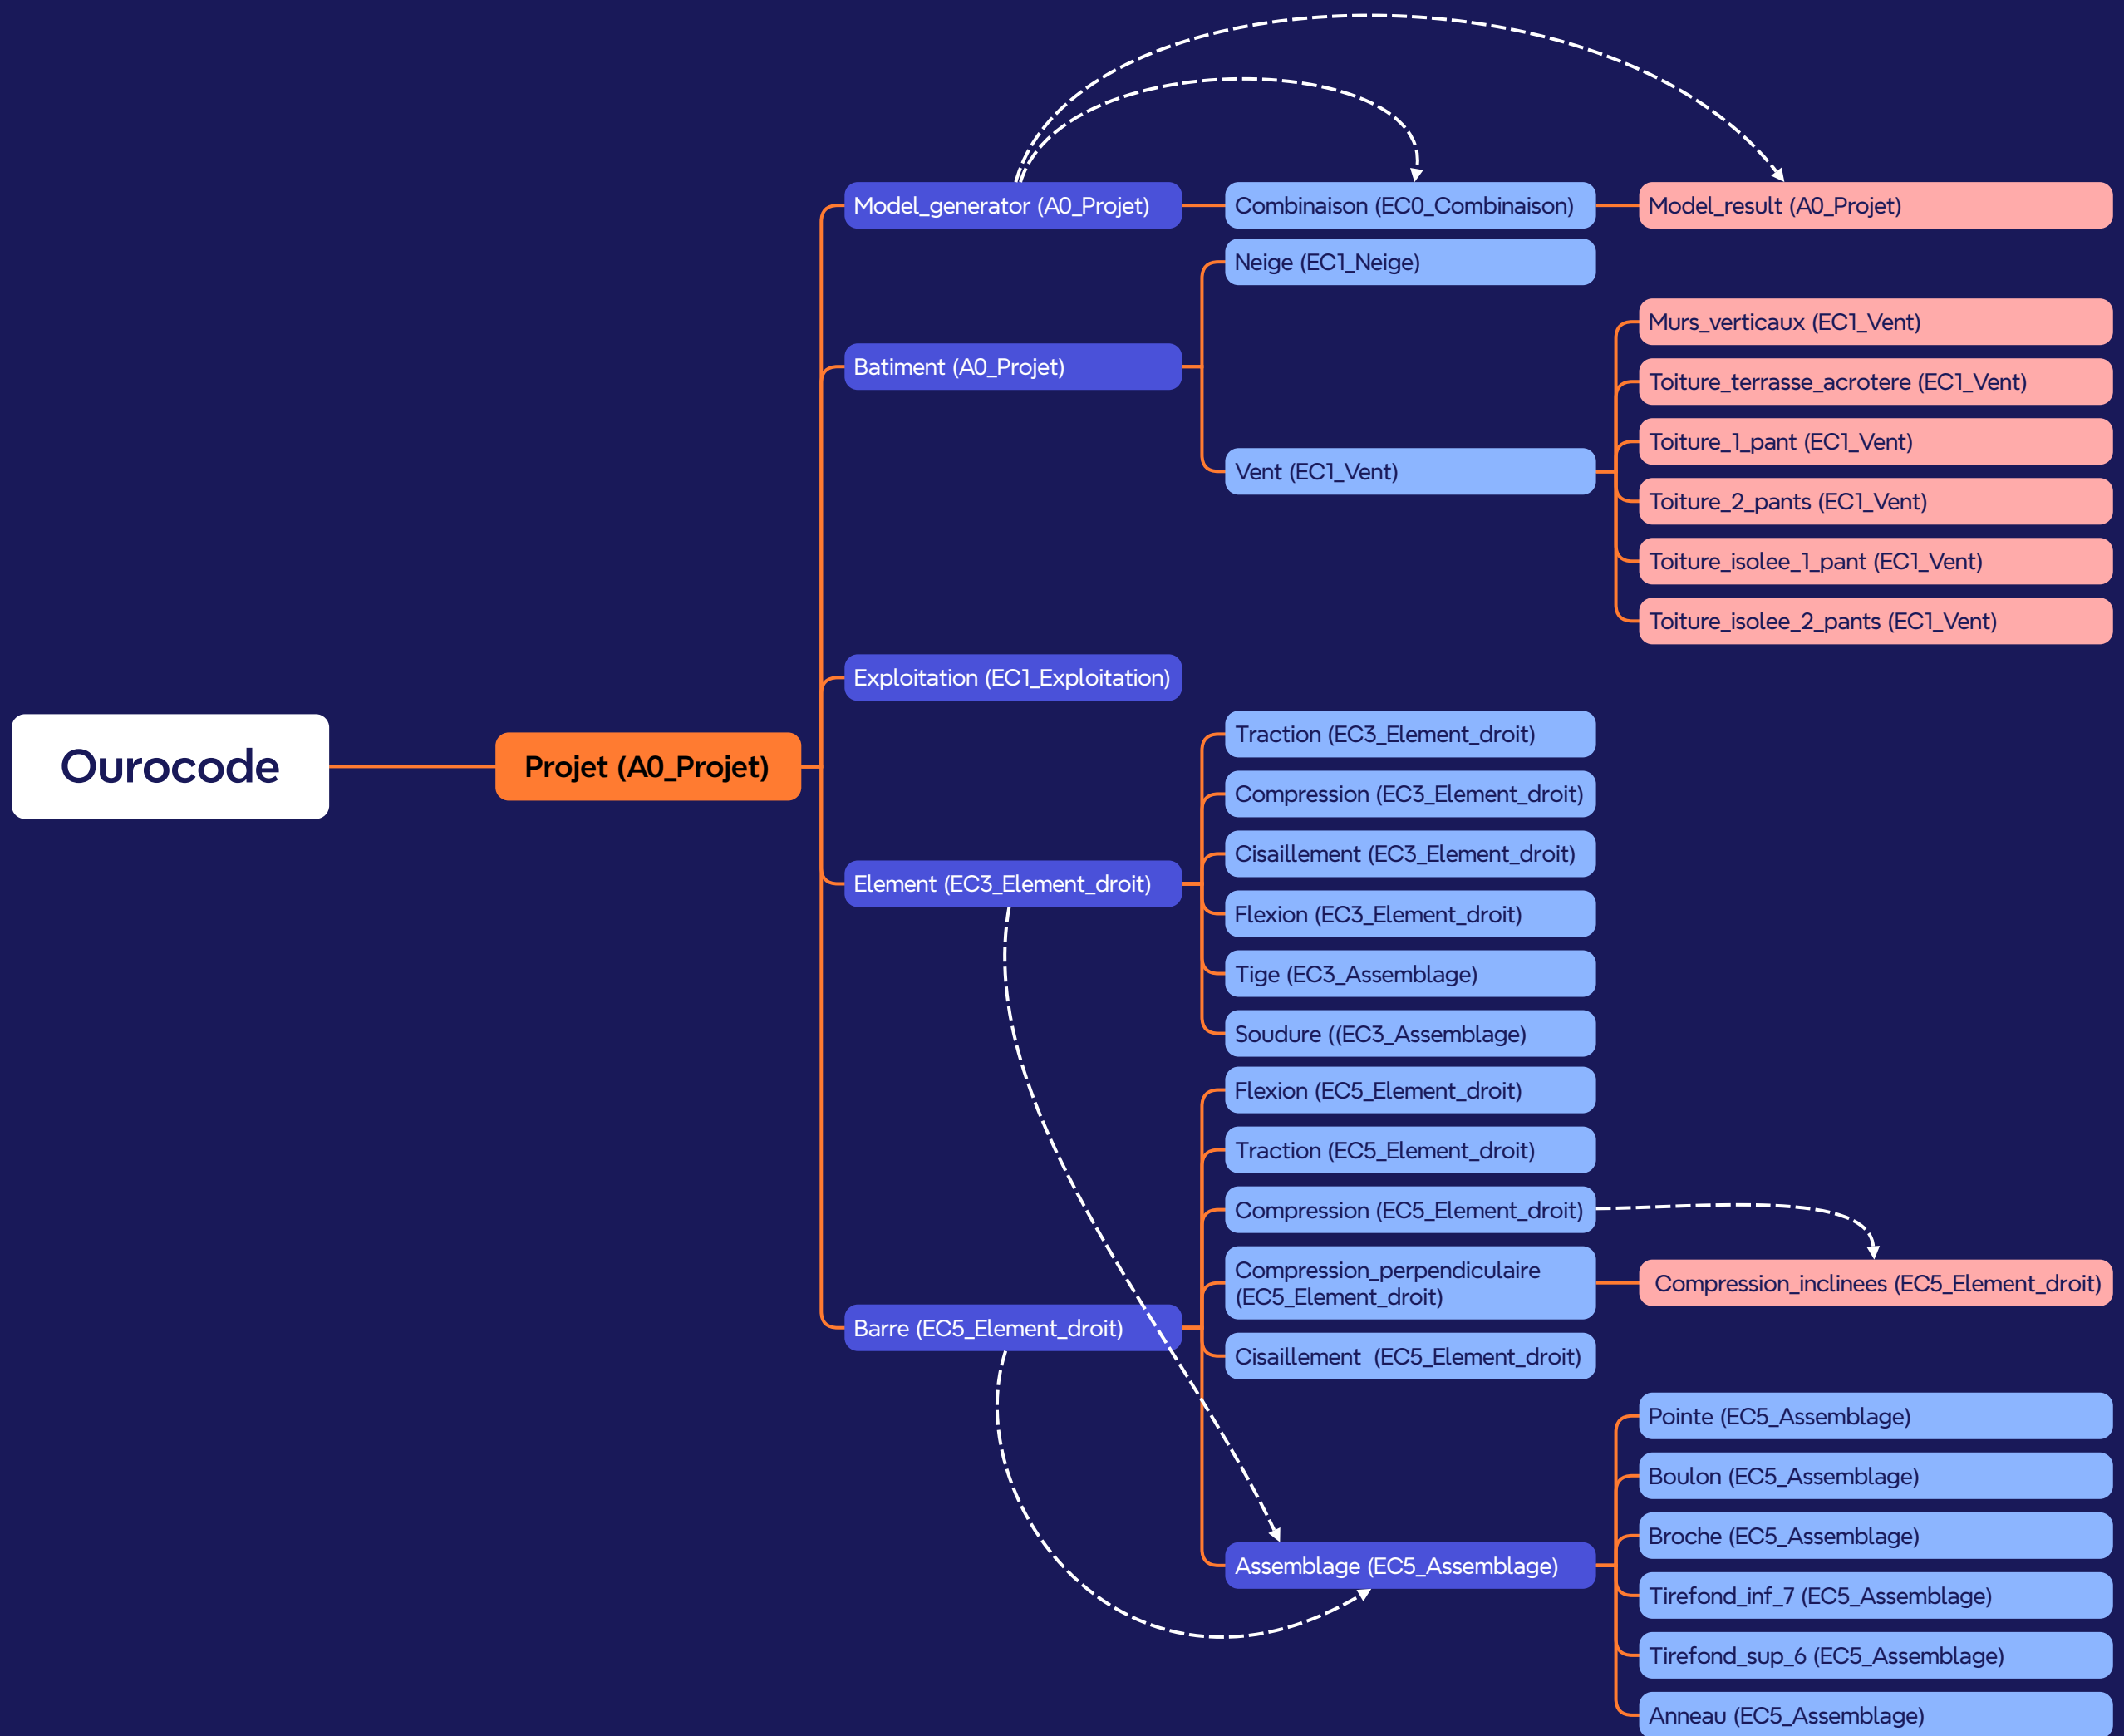 Ourocode
Projet (A0_Projet)
Model_generator (A0_Projet)
Combinaison (EC0_Combinaison)
Model_result (A0_Projet)
Batiment (A0_Projet)
Neige (EC1_Neige)
Vent (EC1_Vent)
Murs_verticaux (EC1_Vent)
Toiture_terrasse_acrotere (EC1_Vent)
Toiture_1_pant (EC1_Vent)
Toiture_2_pants (EC1_Vent)
Toiture_isolee_1_pant (EC1_Vent)
Toiture_isolee_2_pants (EC1_Vent)
Exploitation (EC1_Exploitation)
Element (EC3_Element_droit)
Traction (EC3_Element_droit)
Compression (EC3_Element_droit)
Cisaillement (EC3_Element_droit)
Flexion (EC3_Element_droit)
Tige (EC3_Assemblage)
Soudure ((EC3_Assemblage)
Barre (EC5_Element_droit)
Flexion (EC5_Element_droit)
Traction (EC5_Element_droit)
Compression (EC5_Element_droit)
Compression_perpendiculaire
(EC5_Element_droit)
Compression_inclinees (EC5_Element_droit)
Cisaillement  (EC5_Element_droit)
Assemblage (EC5_Assemblage)
Pointe (EC5_Assemblage)
Boulon (EC5_Assemblage)
Broche (EC5_Assemblage)
Tirefond_inf_7 (EC5_Assemblage)
Tirefond_sup_6 (EC5_Assemblage)
Anneau (EC5_Assemblage)